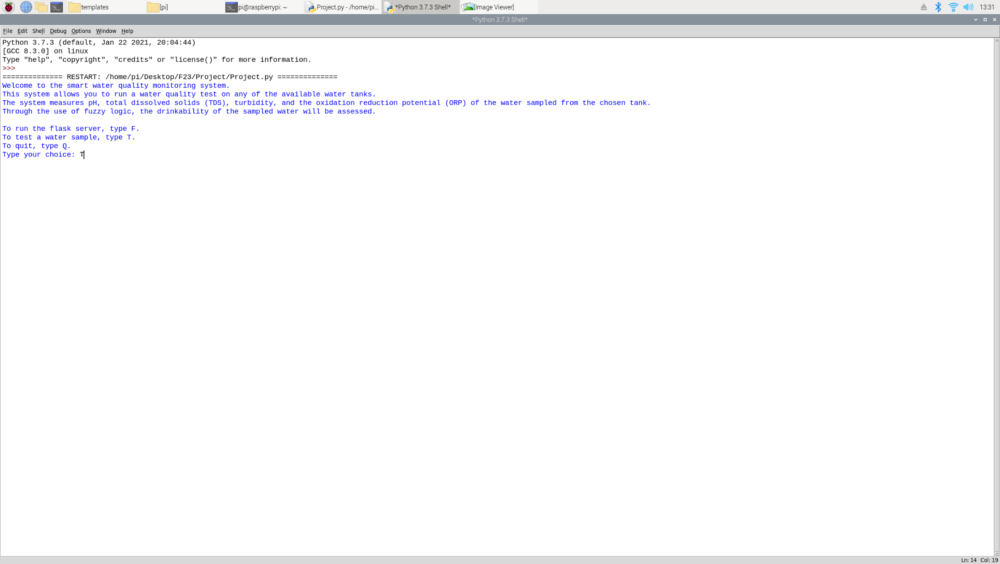 templates
[pi]
pi@raspberrypi: ~
Project.py - /home/pi...
*Python 3.7.3 Shell*
[Image Viewer]
13:31
*Python 3.7.3 Shell*
File Edit Shell Debug Options Window Help
Python 3.7.3 (default, Jan 22 2021, 20:04:44)
[GCC 8.3.0] on linux
Type "help", "copyright", "credits" or "license()" for more information.
>>>
============== RESTART: /home/pi/Desktop/F23/Project/Project.py ==============
Welcome to the smart water quality monitoring system.
This system allows you to run a water quality test on any of the available water tanks.
The system measures pH, total dissolved solids (TDS), turbidity, and the oxidation reduction potential (ORP) of the water sampled from the chosen tank.
Through the use of fuzzy logic, the drinkability of the sampled water will be assessed.
To run the flask server, type F.
To test a water sample, type T.
To quit, type Q.
Type your choice: T
Ln: 14 Col: 19